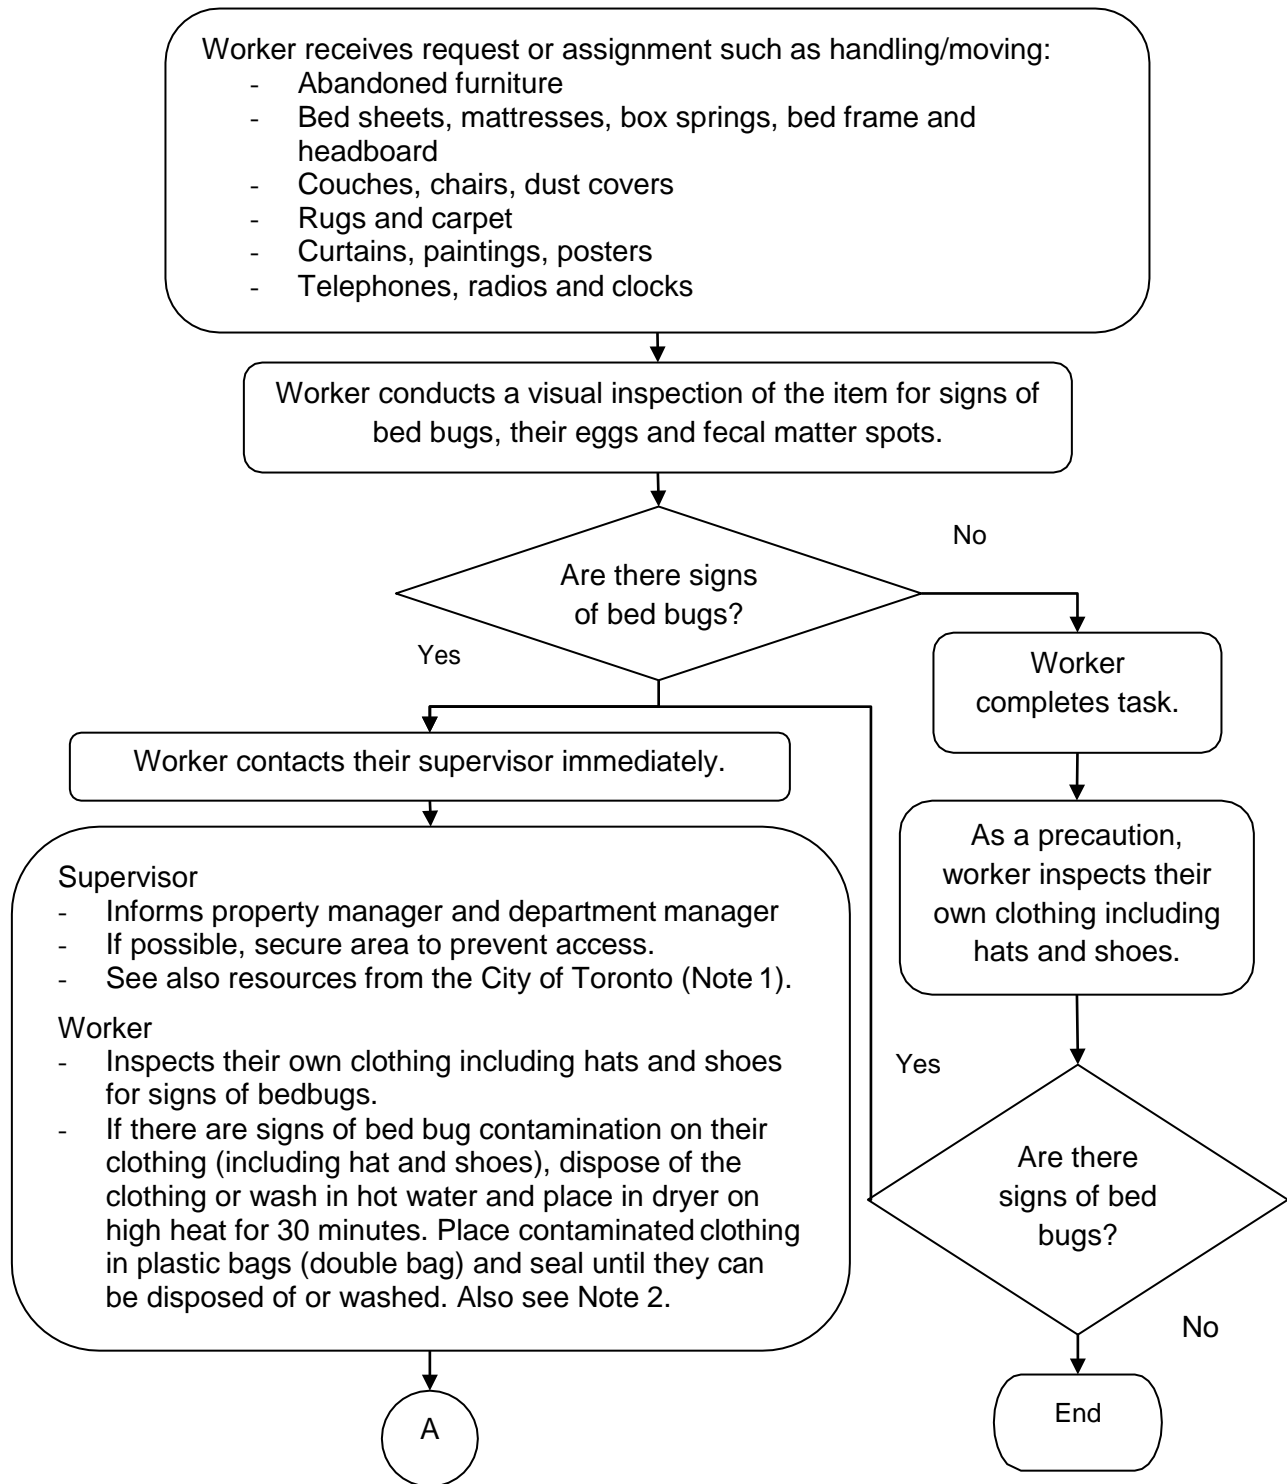 Worker receives request or assignment such as handling/moving:
- Abandoned furniture
- Bed sheets, mattresses, box springs, bed frame and
headboard
- Couches, chairs, dust covers
- Rugs and carpet
- Curtains, paintings, posters
- Telephones, radios and clocks
Worker conducts a visual inspection of the item for signs of
bed bugs, their eggs and fecal matter spots.
Are there signs
of bed bugs?
No
Yes
Worker
completes task.
Worker contacts their supervisor immediately.
As a precaution,
worker inspects their
own clothing including
hats and shoes.
Supervisor
- Informs property manager and department manager
- If possible, secure area to prevent access.
- See also resources from the City of Toronto (Note 1).
Worker
- Inspects their own clothing including hats and shoes
for signs of bedbugs.
- If there are signs of bed bug contamination on their
clothing (including hat and shoes), dispose of the
clothing or wash in hot water and place in dryer on
high heat for 30 minutes. Place contaminated clothing
in plastic bags (double bag) and seal until they can
be disposed of or washed. Also see Note 2.
Yes
Are there
signs of bed
bugs?
No
End
A